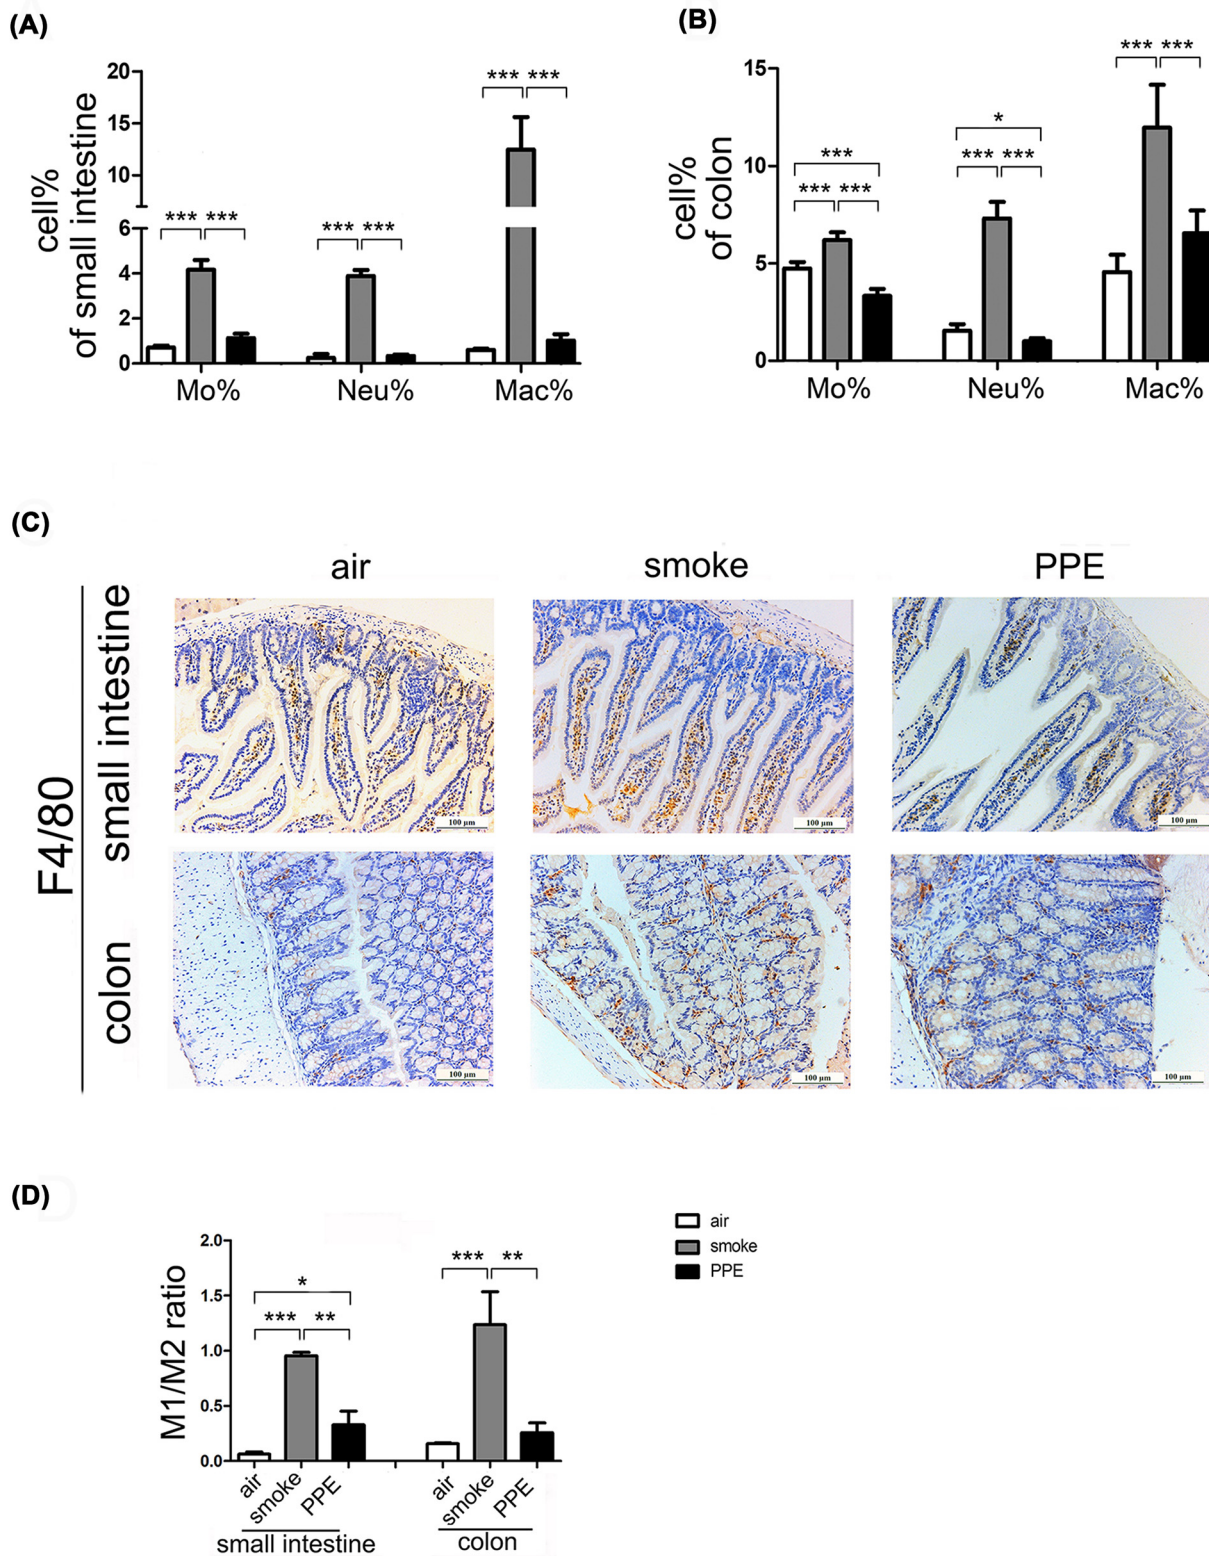 (A)
20
15
10
6
4
2
0
cell%
of small intestine
*** ***
*** ***
*** ***
Mo% Neu% Mac%
(B)
15
10
5
0
cell%
of colon
***
*** ***
*
*** ***
*** ***
Mo% Neu% Mac%
(C)
air smoke PPE
F4/80
small intestine
colon
100 µm 100 µm 100 µm
100 µm 100 µm 100 µm
(D)
2.0
1.5
1.0
0.5
0.0
M1/M2 ratio
*
*** **
*** **
air smoke PPE air smoke PPE
small intestine colon
air
smoke
PPE